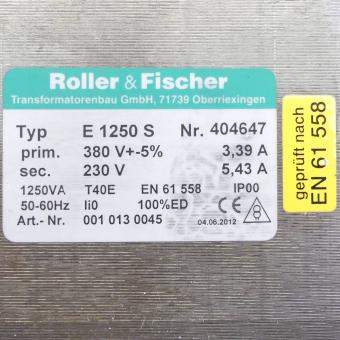 Roller & Fischer
Transformatorenbau GmbH, 71739 Oberriexingen
Typ E 1250 S Nr. 404647
prim. 380 V+-5% 3,39 A
sec. 230 V 5,43 A
1250VA T40E EN 61 558 IP00
50-60Hz Ii0 100%ED CE
Art.- Nr. 001 013 0045 04.06.2012
geprüft nach
EN 61 558